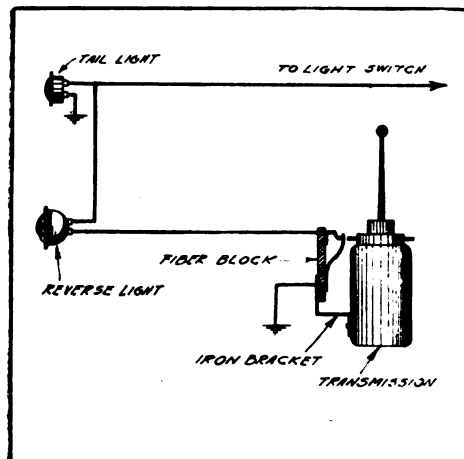 TAIL LIGHT
TO LIGHT SWITCH
FIBER BLOCK
REVERSE LIGHT
IRON BRACKET
TRANSMISSION